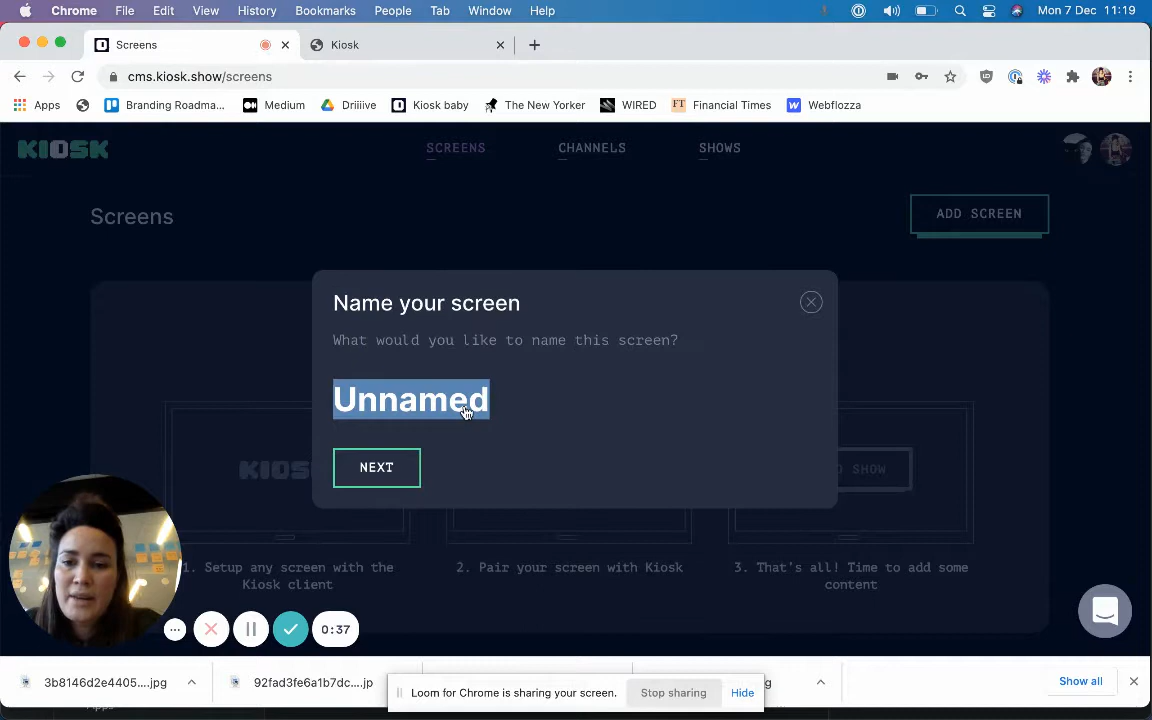 Chrome File Edit View History Bookmarks People Tab Window Help Mon 7 Dec 11:19
Screens Kiosk
cms.kiosk.show/screens
Apps Branding Roadma... Medium Driiive Kiosk baby The New Yorker WIRED FT Financial Times Webflozza
KIOSK SCREENS CHANNELS SHOWS
Screens ADD SCREEN
Name your screen
What would you like to name this screen?
Unnamed
NEXT
KIOS
SHOW
1. Setup any screen with the Kiosk client
2. Pair your screen with Kiosk
3. That's all! Time to add some content
0:37
3b8146d2e4405....jpg 92fad3fe6a1b7dc....jp g Show all
Loom for Chrome is sharing your screen. Stop sharing Hide
Apps